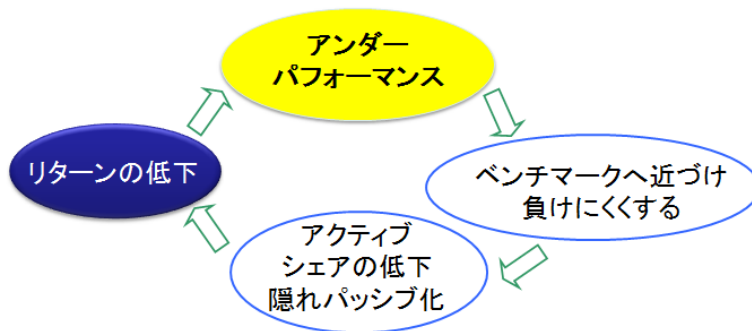 アンダー
パフォーマンス
リターンの低下
ベンチマークへ近づけ
負けにくくする
アクティブ
シェアの低下
隠れパッシブ化